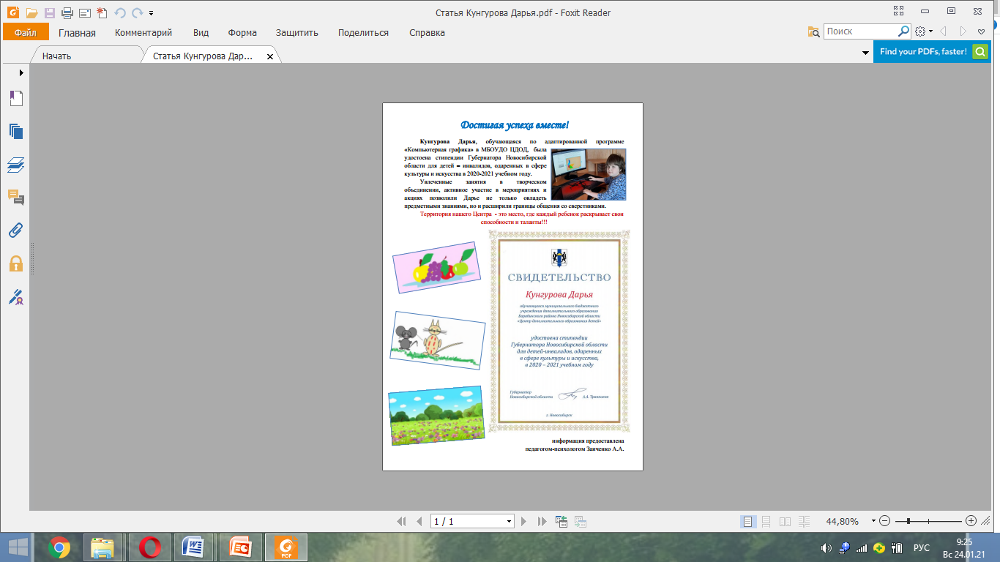 Статья Кунгурова Дарья.pdf - Foxit Reader
Файл Главная Комментарий Вид Форма Защитить Поделиться Справка
Поиск
Начать
Статья Кунгурова Дар...
Find your PDFs, faster!
Достигая успеха вместе!
Кунгурова Дарья, обучающаяся по адаптированной программе
«Компьютерная графика» в МБОУДО ЦДОД, была
удостоена стипендии Губернатора Новосибирской
области для детей – инвалидов, одаренных в сфере
культуры и искусства в 2020-2021 учебном году.
Увлеченные занятия в творческом
объединении, активное участие в мероприятиях и
акциях позволили Дарье не только овладеть
предметными знаниями, но и расширили границы общения со сверстниками.
Территория нашего Центра - это место, где каждый ребенок раскрывает свои
способности и таланты!!!
СВИДЕТЕЛЬСТВО
Кунгурова Дарья
обучающаяся муниципального бюджетного
учреждения дополнительного образования
Барабинского района Новосибирской области
«Центр дополнительного образования детей»
удостоена стипендии
Губернатора Новосибирской области
для детей-инвалидов, одаренных
в сфере культуры и искусства,
в 2020 – 2021 учебном году
Губернатор
Новосибирской области
А.А. Травников
г. Новосибирск
информация предоставлена
педагогом-психологом Заиченко А.А.
1 / 1
44,80%
PDF
РУС
9:25
Вс 24.01.21